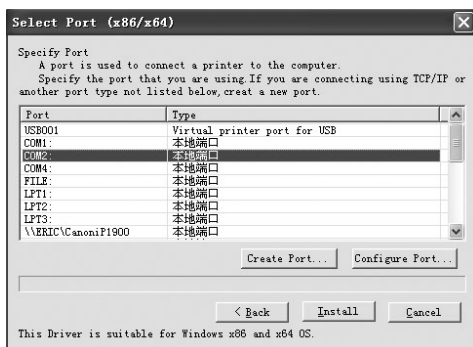 Select Port (x86/x64)
Specify Port
A port is used to connect a printer to the computer.
Specify the port that you are using.If you are connecting using TCP/IP or
another port type not listed below,creat a new port.
Port Type
USB001 Virtual printer port for USB
COM1: 本地端口
COM2: 本地端口
COM4: 本地端口
FILE: 本地端口
LPT1: 本地端口
LPT2: 本地端口
LPT3: 本地端口
\\ERIC\CanoniP1900 本地端口
Create Port... Configure Port...
< Back Install Cancel
This Driver is suitable for Windows x86 and x64 OS.